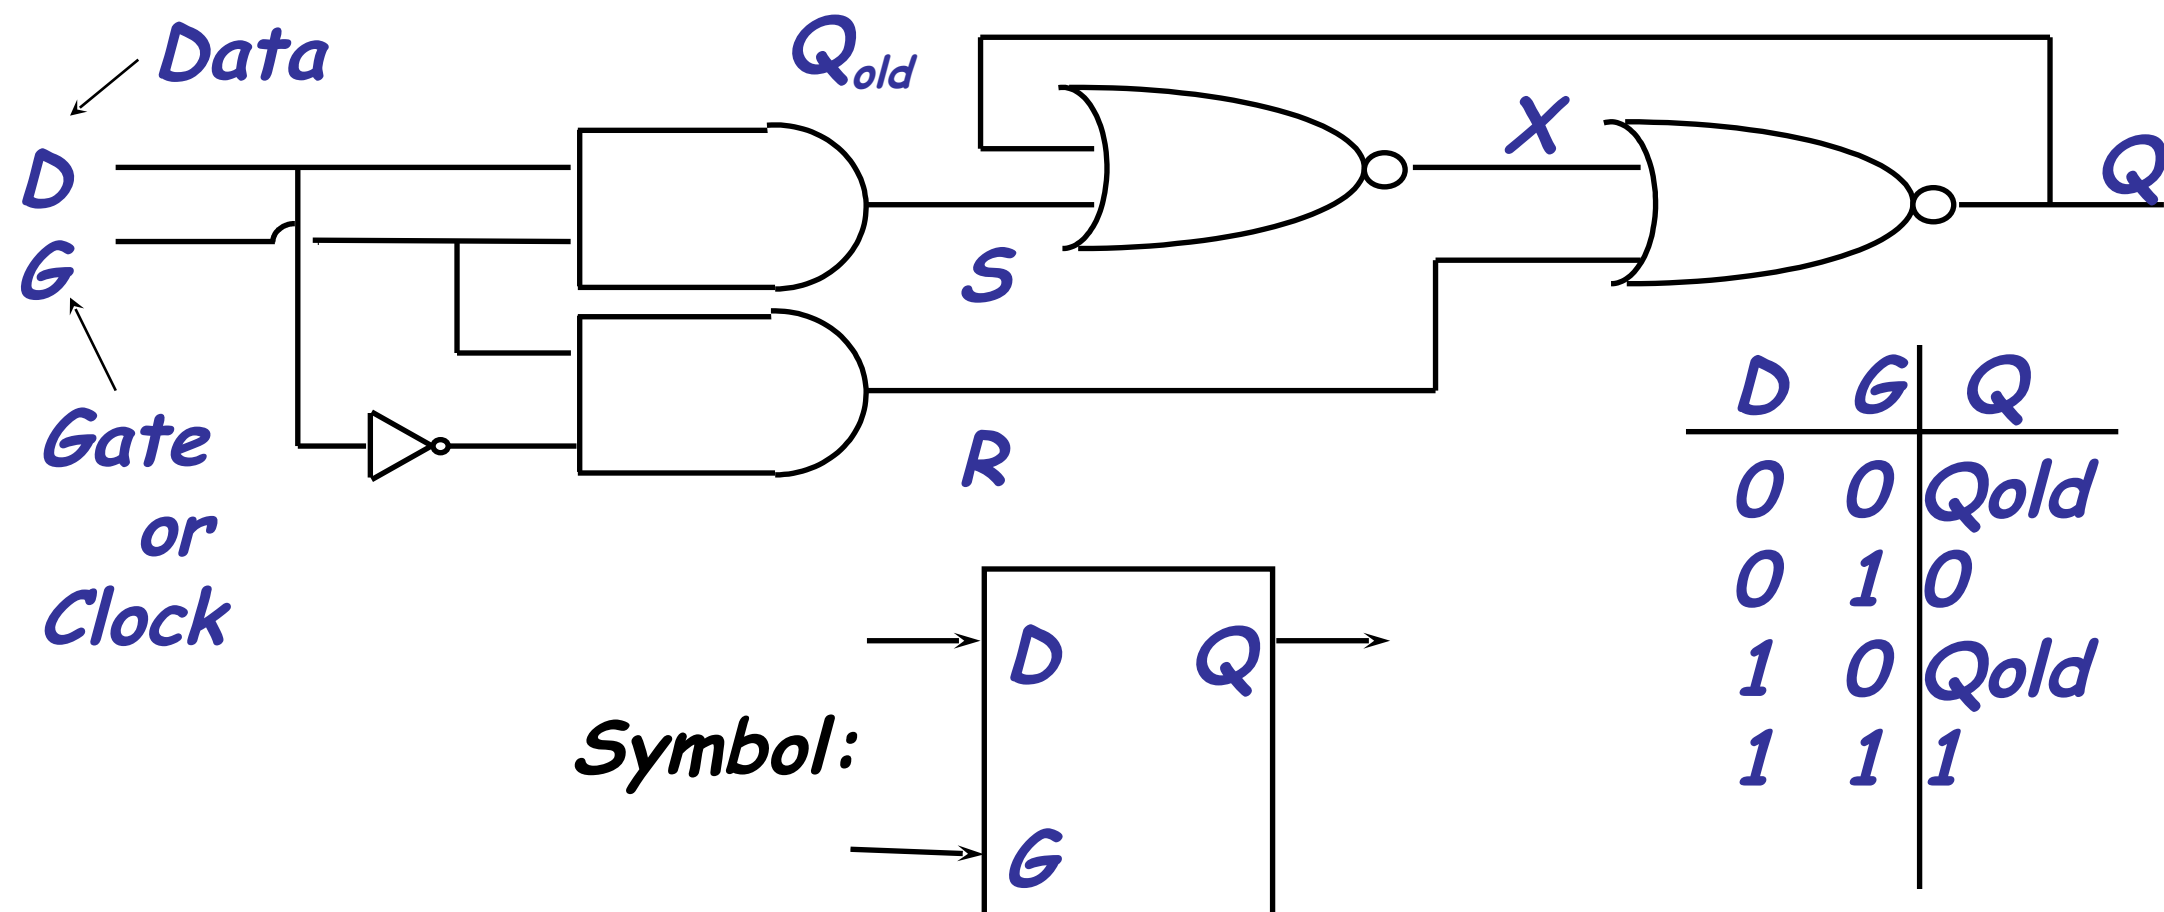 Data
Qold
D
G
Gate
or
Clock
S
R
X
Q
D G Q
0 0 Qold
0 1 0
1 0 Qold
1 1 1
Symbol:
D Q
G